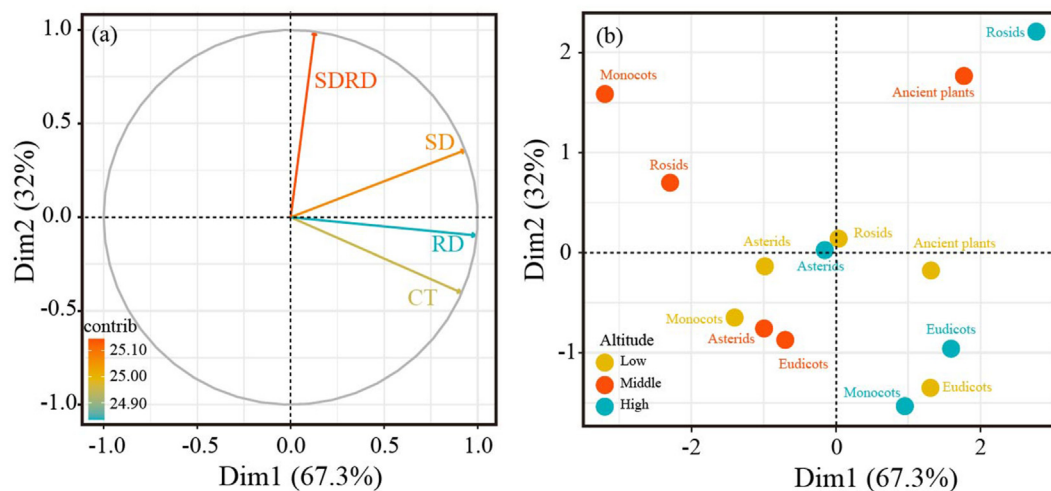 (a)
1.0
0.5
0.0
-0.5
-1.0
Dim2 (32%)
SDRD
SD
RD
CT
contrib
25.10
25.00
24.90
-1.0
-0.5
0.0
0.5
1.0
Dim1 (67.3%)
(b)
2
1
0
-1
Dim2 (32%)
Rosids
Ancient plants
Monocots
Rosids
Rosids
Asterids
Asterids
Ancient plants
Monocots
Asterids
Eudicots
Eudicots
Eudicots
Monocots
Altitude
Low
Middle
High
-2
0
2
Dim1 (67.3%)